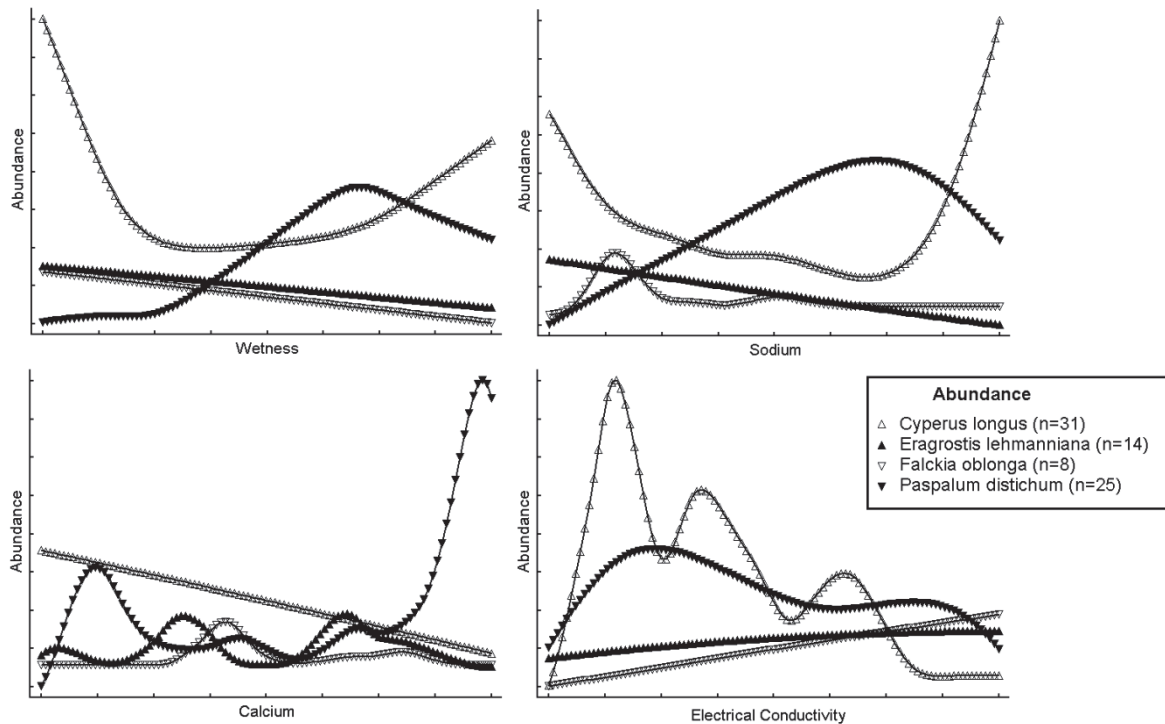 Abundance
Wetness
Abundance
Sodium
Abundance
Calcium
Abundance
Electrical Conductivity
Abundance
Cyperus longus (n=31)
Eragrostis lehmanniana (n=14)
Falckia oblonga (n=8)
Paspalum distichum (n=25)